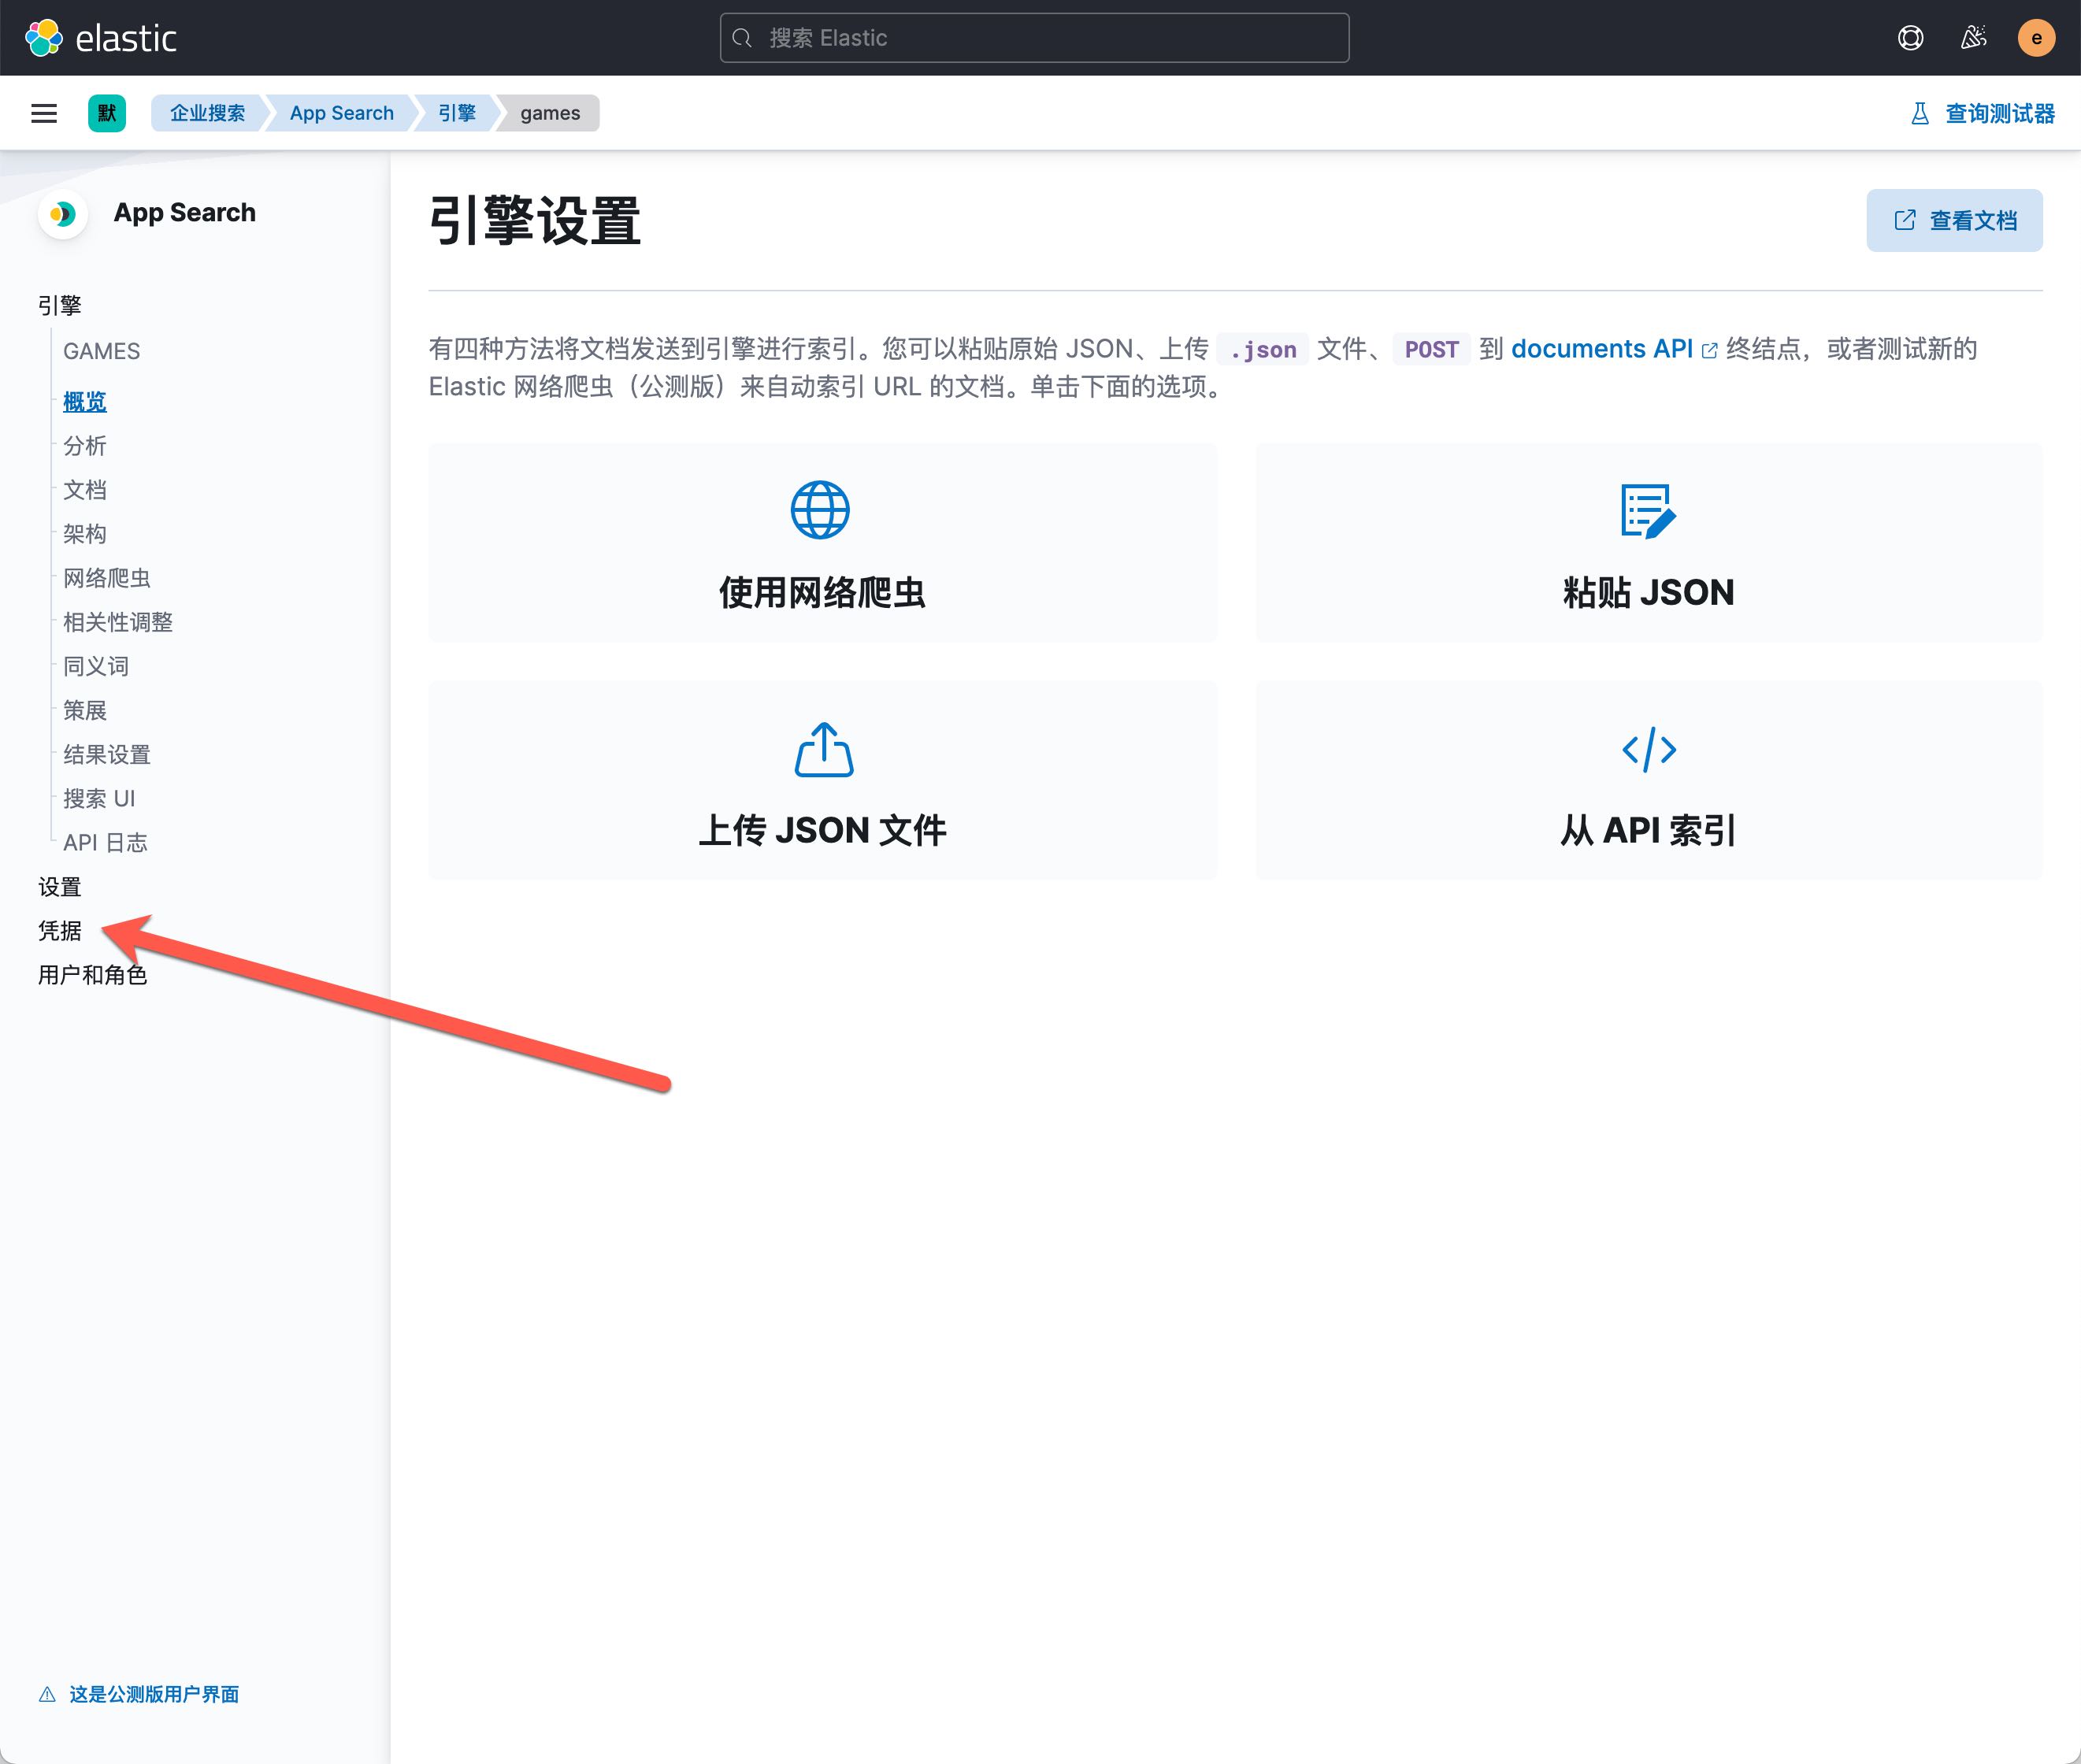 elastic
搜索 Elastic
e
默
企业搜索
App Search
引擎
games
查询测试器
App Search
引擎
GAMES
概览
分析
文档
架构
网络爬虫
相关性调整
同义词
策展
结果设置
搜索 UI
API 日志
设置
凭据
用户和角色
这是公测版用户界面
引擎设置
查看文档
有四种方法将文档发送到引擎进行索引。您可以粘贴原始 JSON、上传 .json 文件、 POST 到 documents API 终结点，或者测试新的
Elastic 网络爬虫（公测版）来自动索引 URL 的文档。单击下面的选项。
使用网络爬虫
粘贴 JSON
上传 JSON 文件
从 API 索引